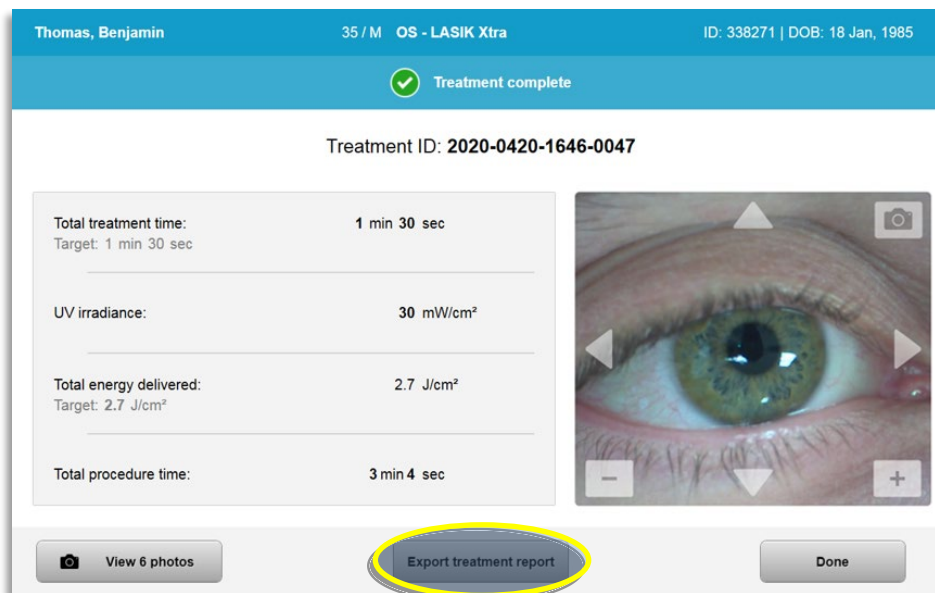 Thomas, Benjamin 35 / M OS - LASIK Xtra ID: 338271 | DOB: 18 Jan, 1985
Treatment complete
Treatment ID: 2020-0420-1646-0047
Total treatment time: 1 min 30 sec
Target: 1 min 30 sec
UV irradiance: 30 mW/cm²
Total energy delivered: 2.7 J/cm²
Target: 2.7 J/cm²
Total procedure time: 3 min 4 sec
View 6 photos Export treatment report Done